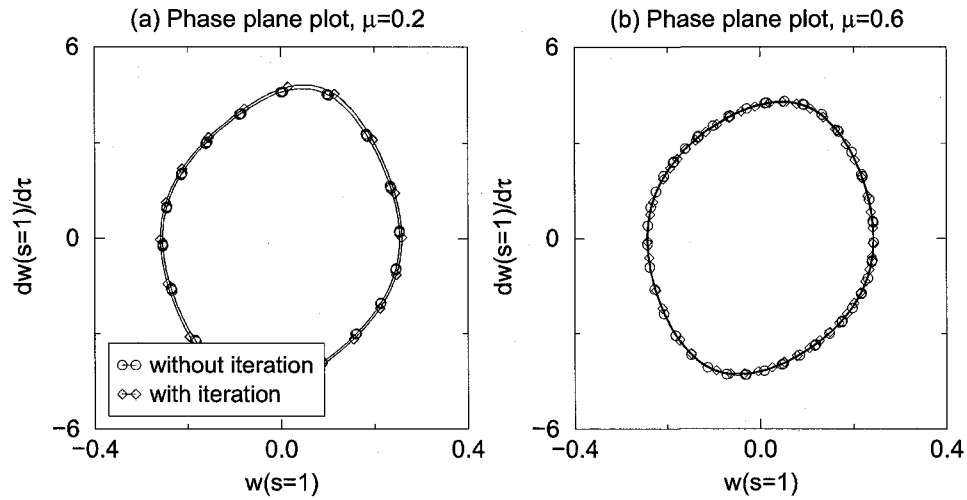 (a) Phase plane plot, μ=0.2
6
0
−6
dw(s=1)/dτ
without iteration
with iteration
−0.4
0.0
0.4
w(s=1)
(b) Phase plane plot, μ=0.6
6
0
−6
dw(s=1)/dτ
−0.4
0.0
0.4
w(s=1)